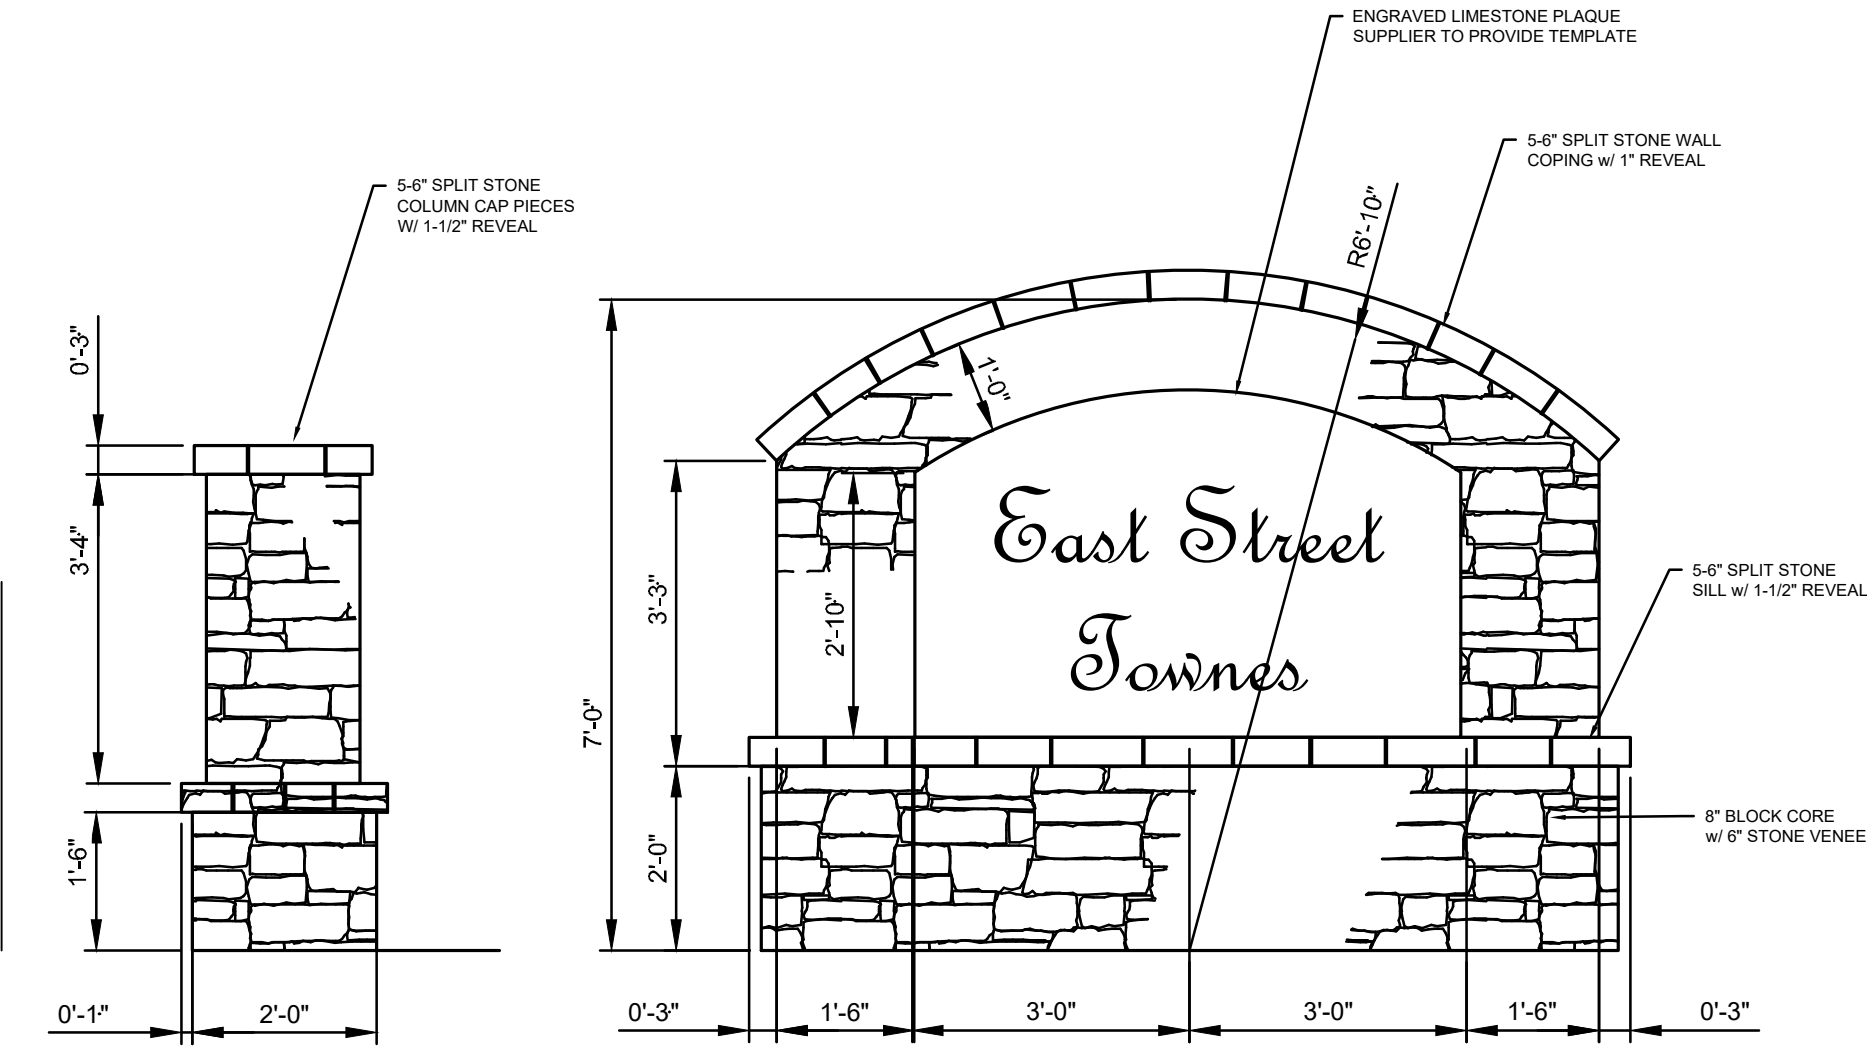 ENGRAVED LIMESTONE PLAQUE
SUPPLIER TO PROVIDE TEMPLATE
5-6" SPLIT STONE WALL
COPING w/ 1" REVEAL
5-6" SPLIT STONE
COLUMN CAP PIECES
W/ 1-1/2" REVEAL
R6'-10"
0'-3"
1'-0"
3'-4"
East Street
Townes
5-6" SPLIT STONE
SILL w/ 1-1/2" REVEAL
3'-3"
2'-10"
7'-0"
8" BLOCK CORE
w/ 6" STONE VENEE
1'-6"
2'-0"
0'-1"
2'-0"
0'-3"
1'-6"
3'-0"
3'-0"
1'-6"
0'-3"